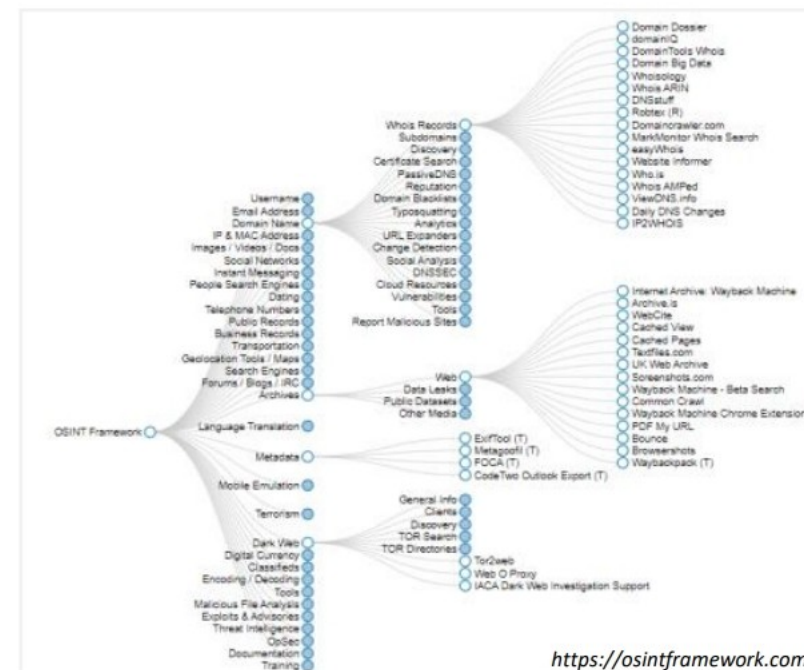 OSINT Framework
Username
Email Address
Domain Name
IP & MAC Address
Images / Videos / Docs
Social Networks
Instant Messaging
People Search Engines
Dating
Telephone Numbers
Public Records
Business Records
Transportation
Geolocation Tools / Maps
Search Engines
Forums / Blogs / IRC
Archives
Language Translation
Metadata
Mobile Emulation
Terrorism
Dark Web
Digital Currency
Classifieds
Encoding / Decoding
Tools
Malicious File Analysis
Exploits & Advisories
Threat Intelligence
OpSec
Documentation
Training
Whois Records
Subdomains
Discovery
Certificate Search
PassiveDNS
Reputation
Domain Blacklists
Typosquatting
Analytics
URL Expanders
Change Detection
Social Analysis
DNSSEC
Cloud Resources
Vulnerabilities
Tools
Report Malicious Sites
Web
Data Leaks
Public Datasets
Other Media
ExifTool (T)
Metagoofil (T)
FOCA (T)
CodeTwo Outlook Export (T)
General Info
Clients
Discovery
TOR Search
TOR Directories
Tor2web
Web O Proxy
IACA Dark Web Investigation Support
Domain Dossier
domainIQ
DomainTools Whois
Domain Big Data
Whoisology
Whois ARIN
DNSstuff
Robtex (R)
Domaincrawler.com
MarkMonitor Whois Search
easyWhois
Website Informer
Who.is
Whois AMPed
ViewDNS.info
Daily DNS Changes
IP2WHOIS
Internet Archive: Wayback Machine
Archive.is
WebCite
Cached View
Cached Pages
Textfiles.com
UK Web Archive
Screenshots.com
Wayback Machine - Beta Search
Common Crawl
Wayback Machine Chrome Extension
PDF My URL
Bounce
Browsershots
Waybackpack (T)
https://osintframework.com